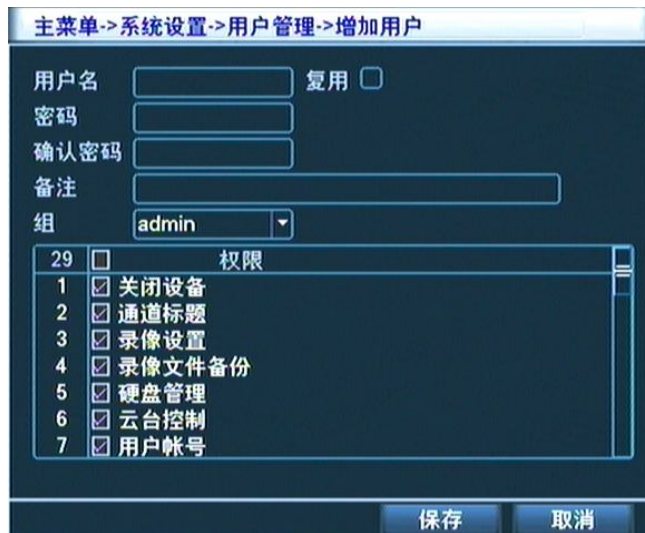 主菜单->系统设置->用户管理->增加用户
用户名 复用
密码
确认密码
备注
组 admin
29 权限
1 关闭设备
2 通道标题
3 录像设置
4 录像文件备份
5 硬盘管理
6 云台控制
7 用户帐号
保存 取消